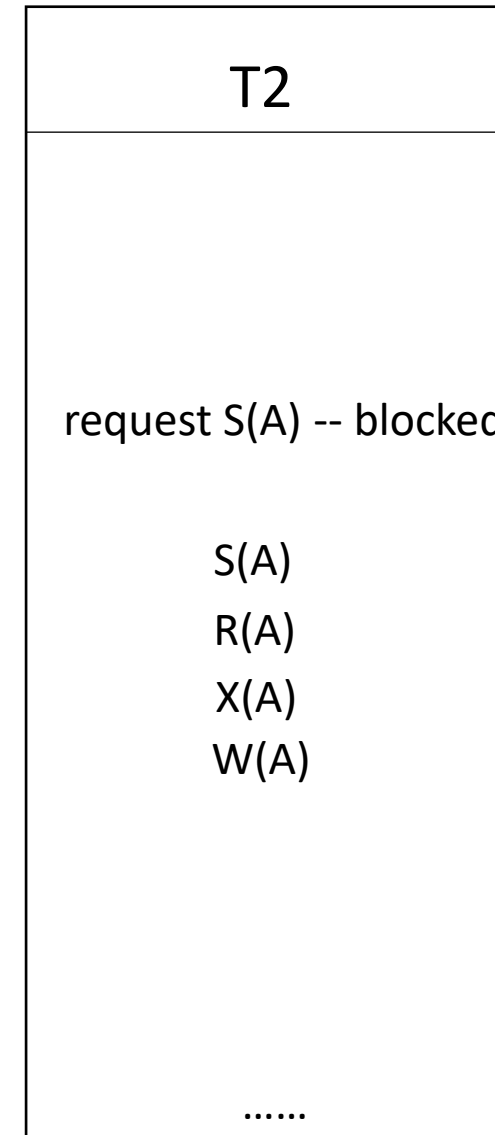 T2
request S(A) -- blocked
S(A)
R(A)
X(A)
W(A)
......